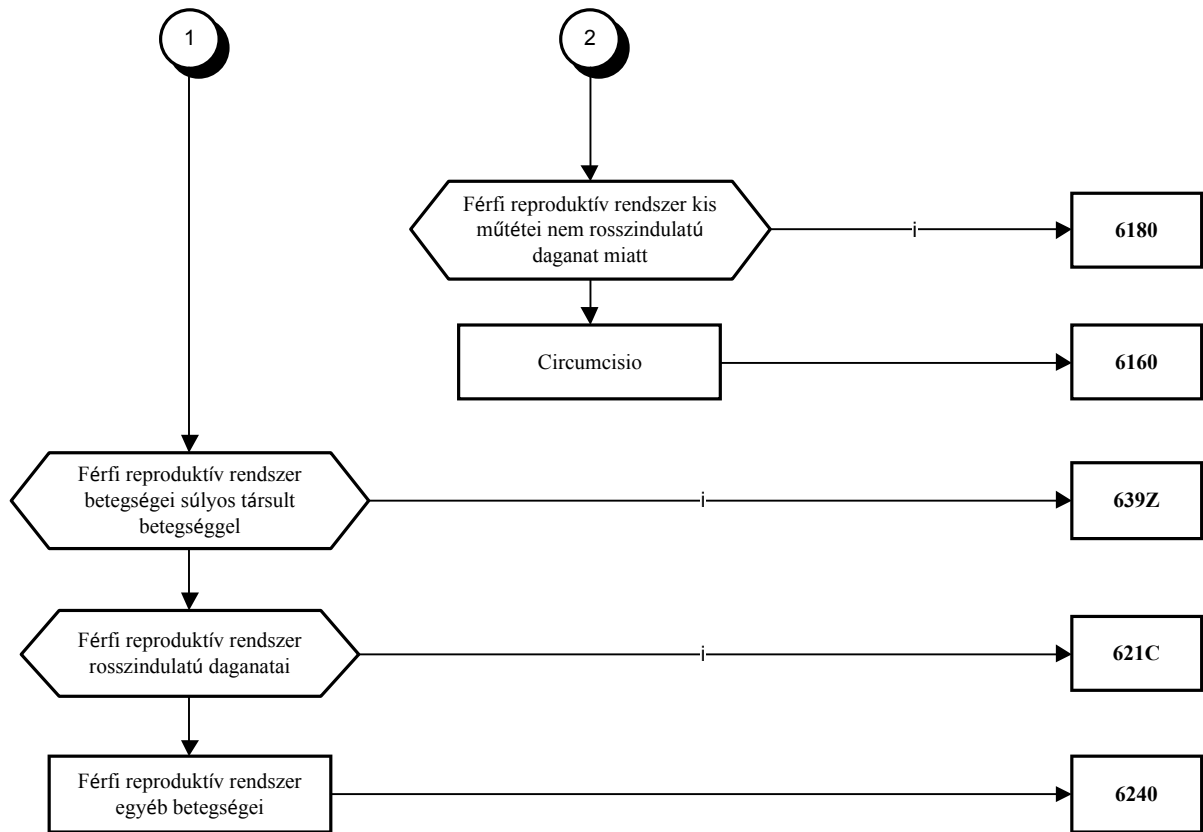 1
2
Férfi reproduktív rendszer kis
műtétei nem rosszindulatú
daganat miatt
i
6180
Circumcisio
6160
Férfi reproduktív rendszer
betegségei súlyos társult
betegséggel
i
639Z
Férfi reproduktív rendszer
rosszindulatú daganatai
i
621C
Férfi reproduktív rendszer
egyéb betegségei
6240